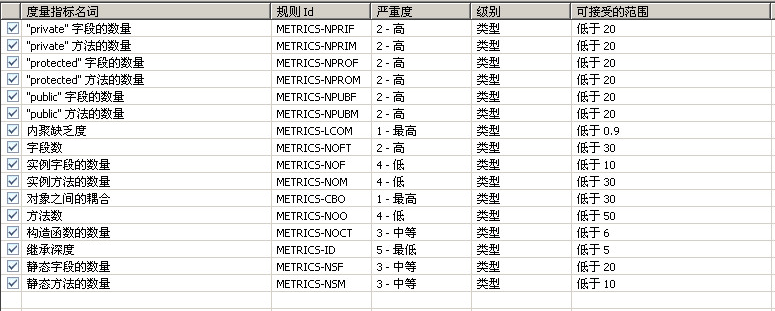 度量指标名词 规则 Id 严重度 级别 可接受的范围
"private" 字段的数量 METRICS-NPRIF 2 - 高 类型 低于 20
"private" 方法的数量 METRICS-NPRIM 2 - 高 类型 低于 20
"protected" 字段的数量 METRICS-NPROF 2 - 高 类型 低于 20
"protected" 方法的数量 METRICS-NPROM 2 - 高 类型 低于 20
"public" 字段的数量 METRICS-NPUBF 2 - 高 类型 低于 20
"public" 方法的数量 METRICS-NPUBM 2 - 高 类型 低于 20
内聚缺乏度 METRICS-LCOM 1 - 最高 类型 低于 0.9
字段数 METRICS-NOFT 2 - 高 类型 低于 30
实例字段的数量 METRICS-NOF 4 - 低 类型 低于 10
实例方法的数量 METRICS-NOM 4 - 低 类型 低于 30
对象之间的耦合 METRICS-CBO 1 - 最高 类型 低于 30
方法数 METRICS-NOO 4 - 低 类型 低于 50
构造函数的数量 METRICS-NOCT 3 - 中等 类型 低于 6
继承深度 METRICS-ID 5 - 最低 类型 低于 5
静态字段的数量 METRICS-NSF 3 - 中等 类型 低于 20
静态方法的数量 METRICS-NSM 3 - 中等 类型 低于 10